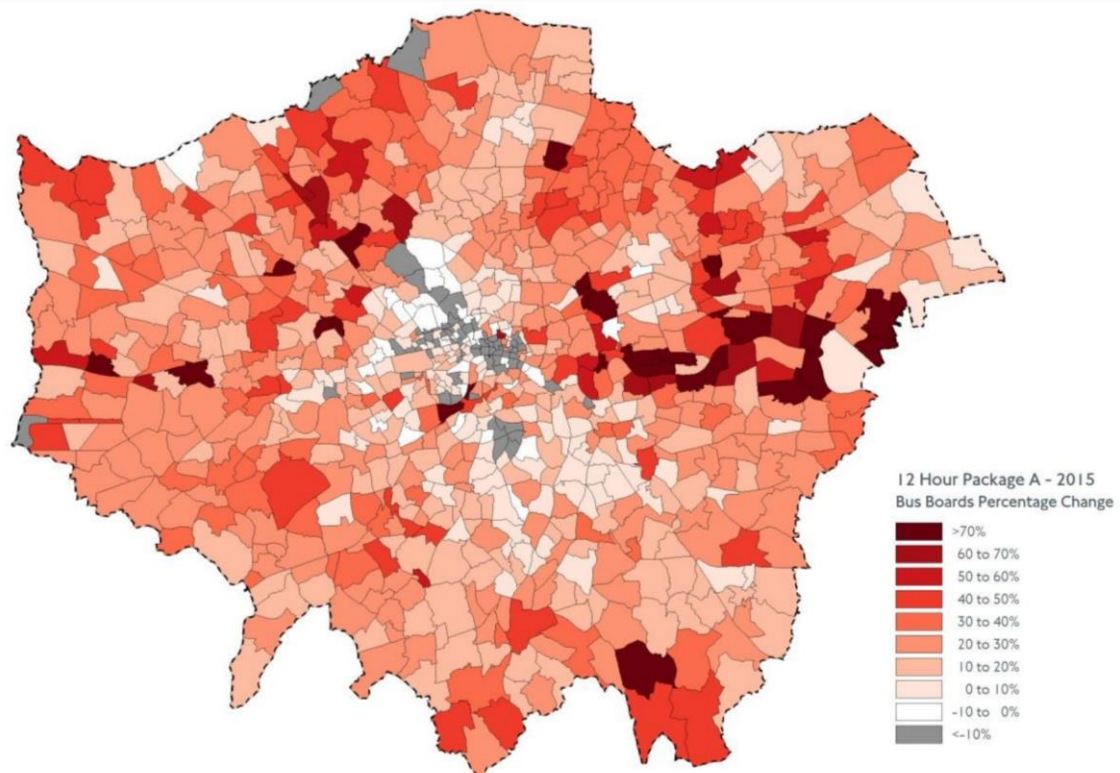 12 Hour Package A - 2015
Bus Boards Percentage Change
>70%
60 to 70%
50 to 60%
40 to 50%
30 to 40%
20 to 30%
10 to 20%
0 to 10%
-10 to 0%
<-10%